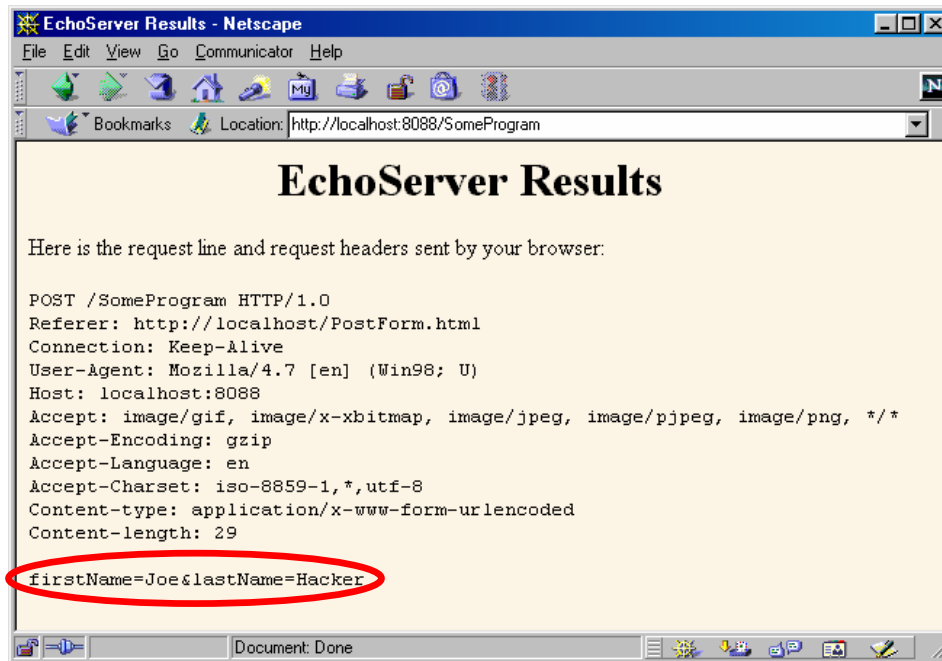 EchoServer Results - Netscape
File Edit View Go Communicator Help
My
N
Bookmarks Location: http://localhost:8088/SomeProgram
EchoServer Results
Here is the request line and request headers sent by your browser:
POST /SomeProgram HTTP/1.0
Referer: http://localhost/PostForm.html
Connection: Keep-Alive
User-Agent: Mozilla/4.7 [en] (Win98; U)
Host: localhost:8088
Accept: image/gif, image/x-xbitmap, image/jpeg, image/pjpeg, image/png, */*
Accept-Encoding: gzip
Accept-Language: en
Accept-Charset: iso-8859-1,*,utf-8
Content-type: application/x-www-form-urlencoded
Content-length: 29
firstName=Joe&lastName=Hacker
Document: Done